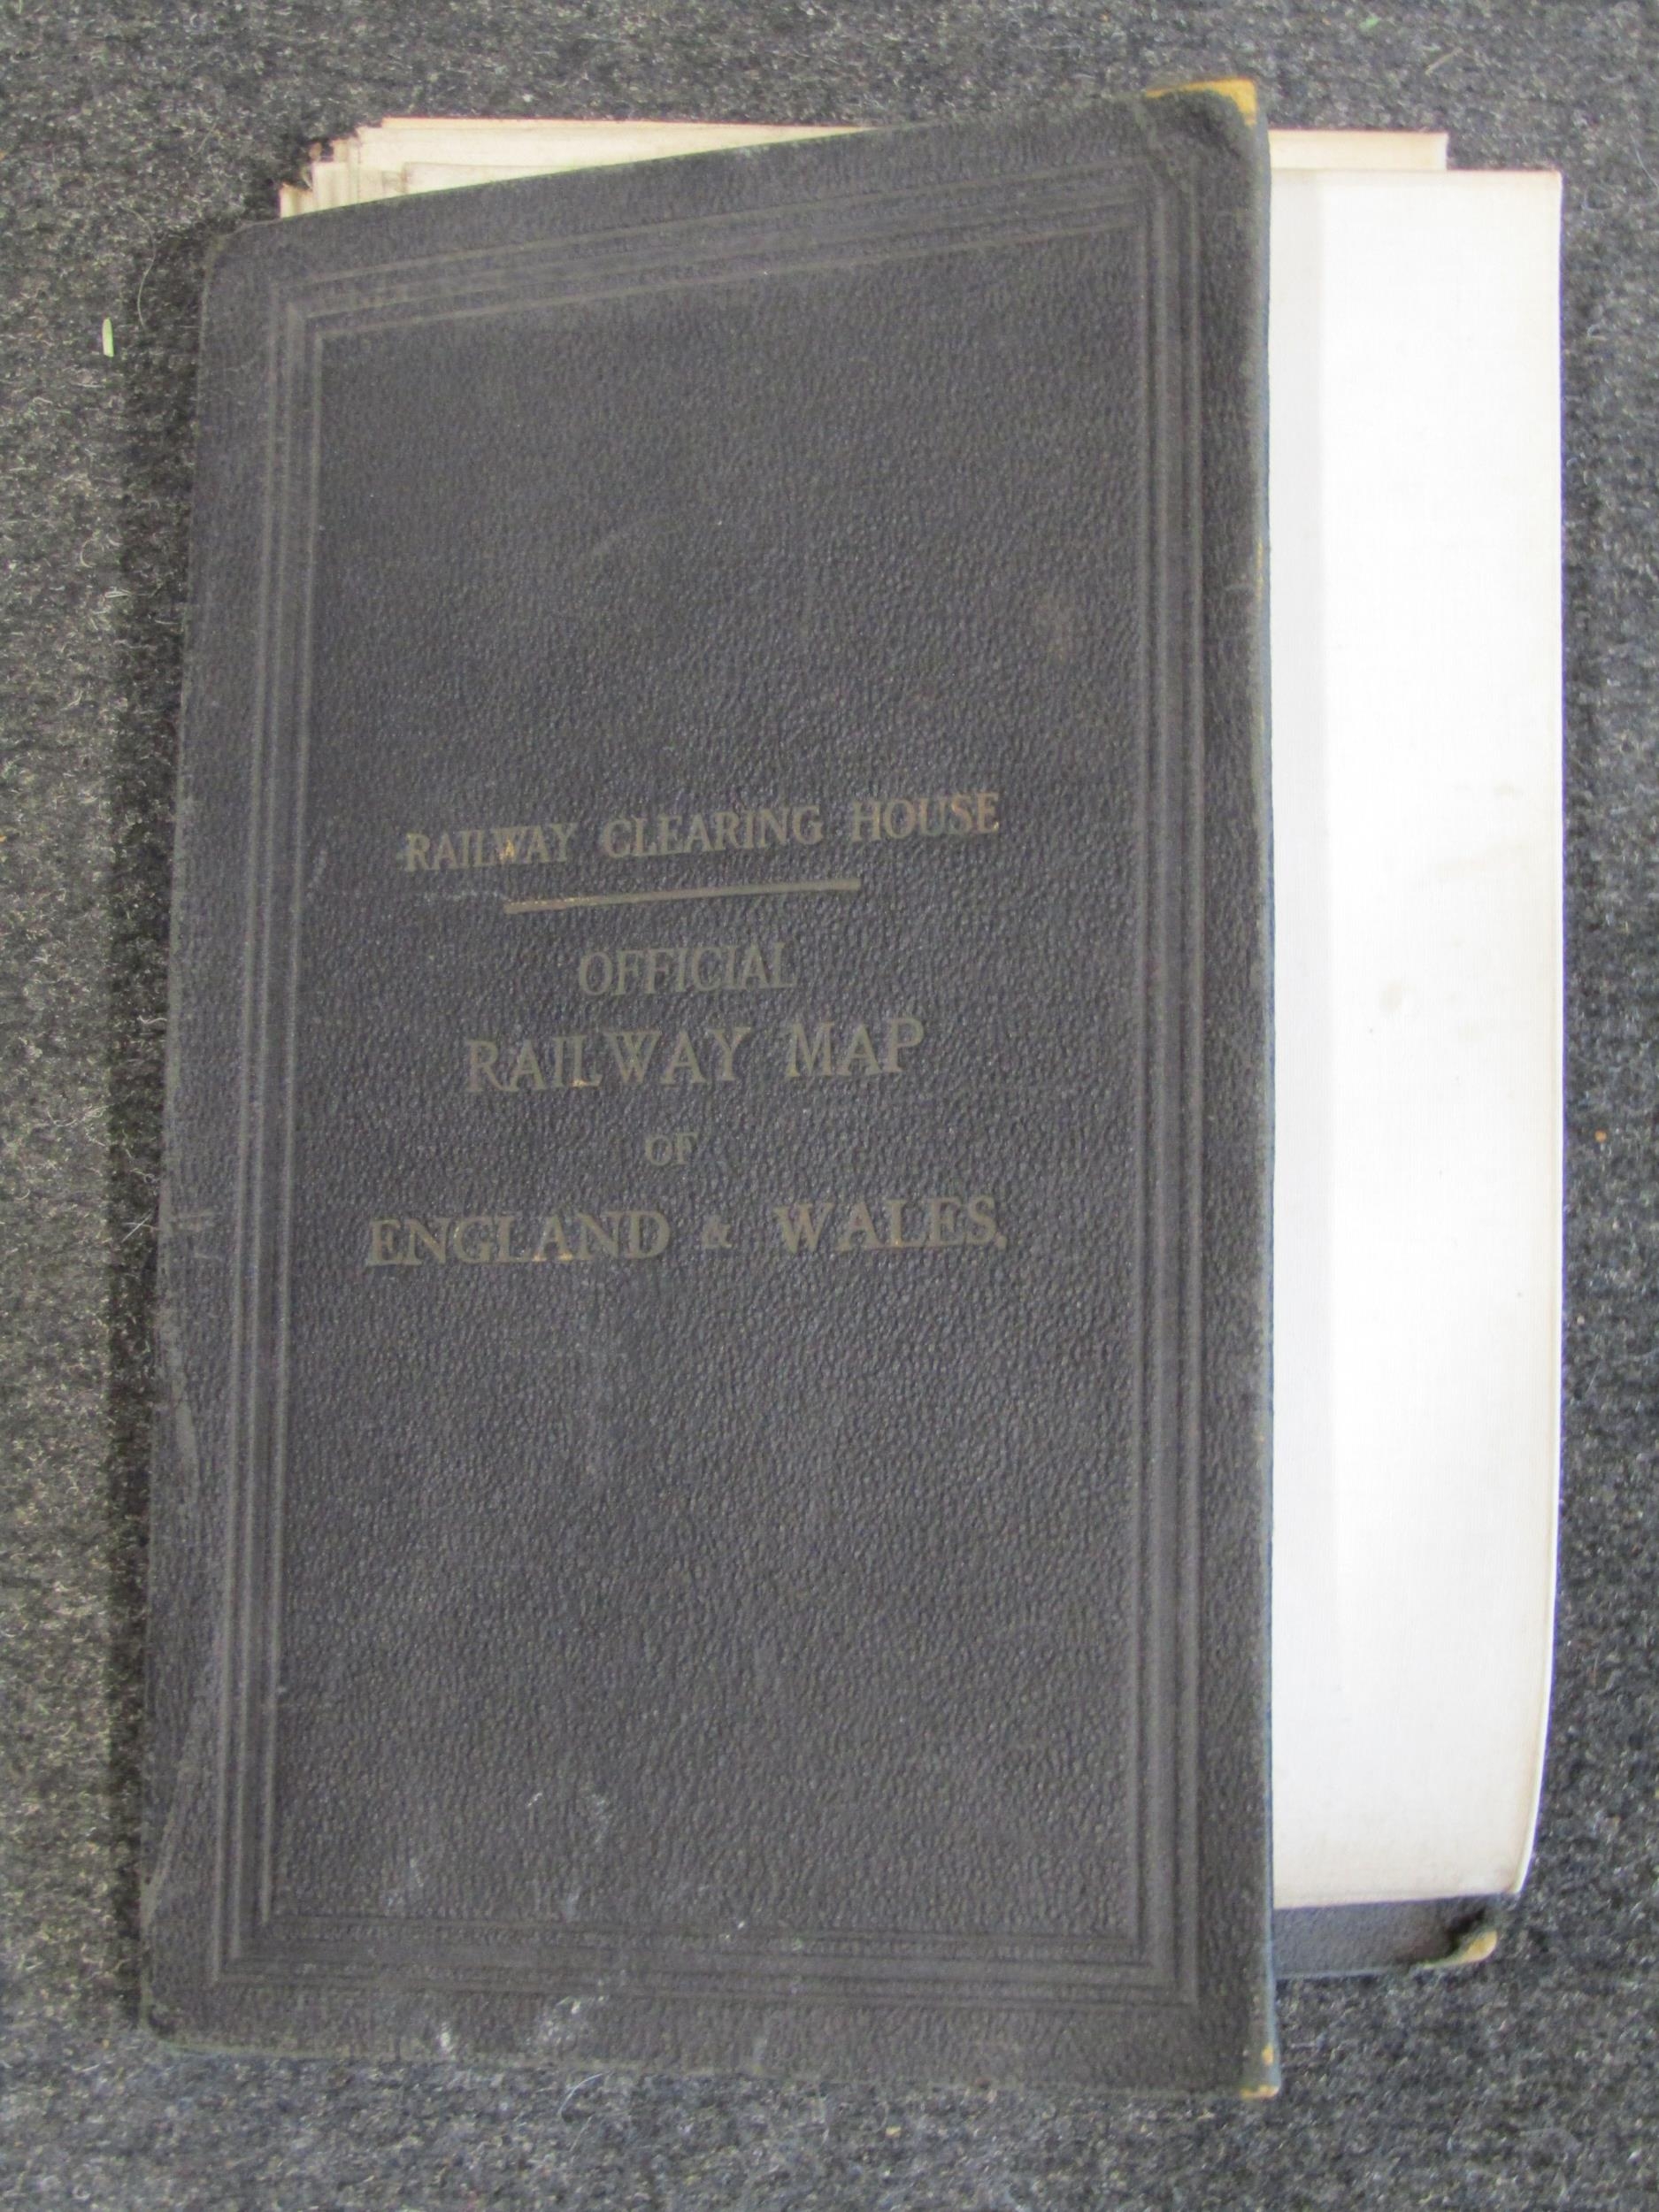 RAILWAY CLEARING HOUSE
OFFICIAL
RAILWAY MAP
OF
ENGLAND & WALES.